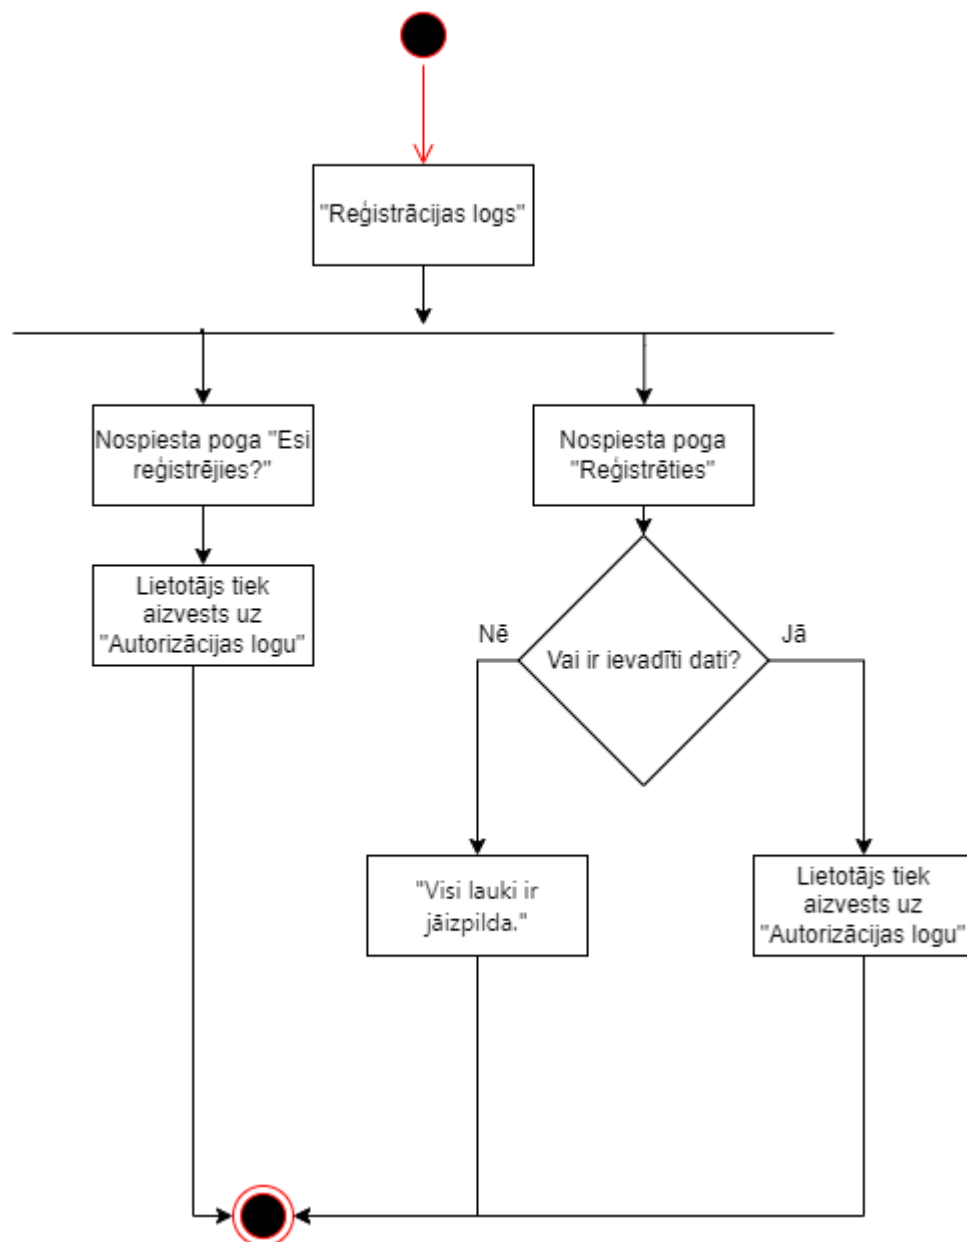 "Reģistrācijas logs"
Nospiesta poga "Esi
reģistrējies?"
Nospiesta poga
"Reģistrēties"
Lietotājs tiek
aizvests uz
"Autorizācijas logu"
Nē
Jā
Vai ir ievadīti dati?
"Visi lauki ir
jāizpilda."
Lietotājs tiek
aizvests uz
"Autorizācijas logu"